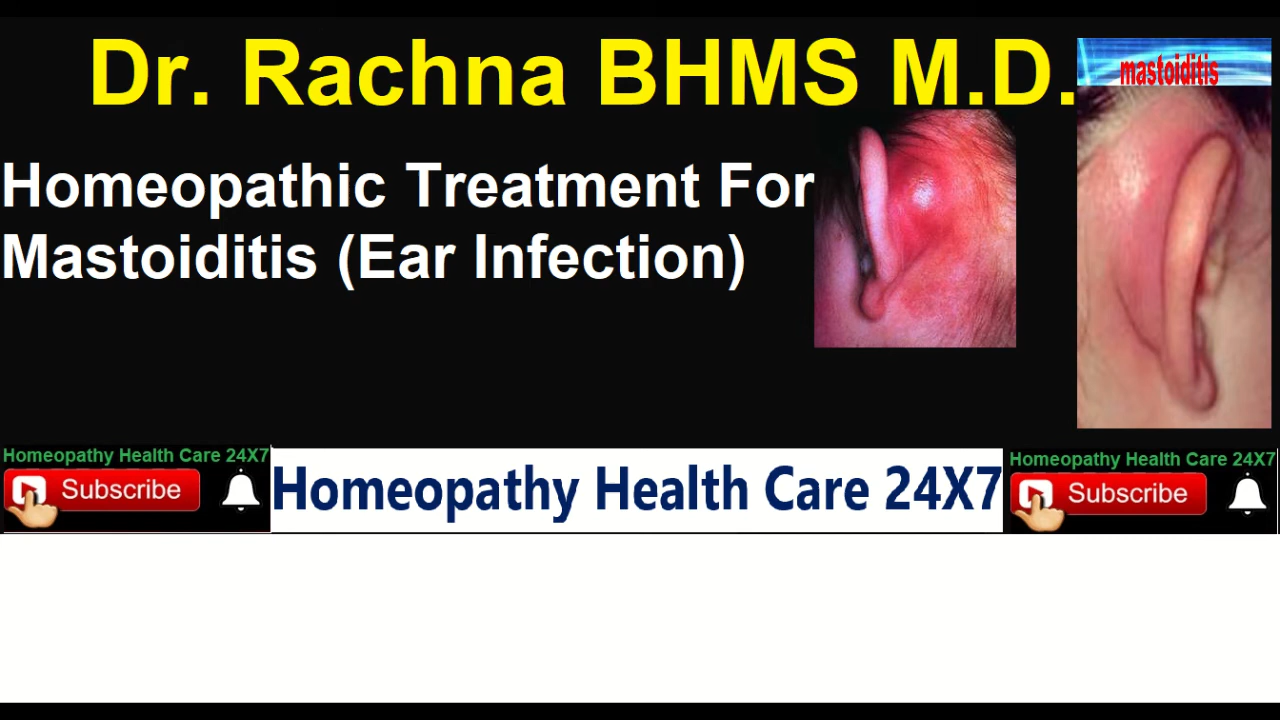 Dr. Rachna BHMS M.D.
mastoiditis
Homeopathic Treatment For
Mastoiditis (Ear Infection)
Homeopathy Health Care 24X7
Subscribe
Homeopathy Health Care 24X7
Homeopathy Health Care 24X7
Subscribe